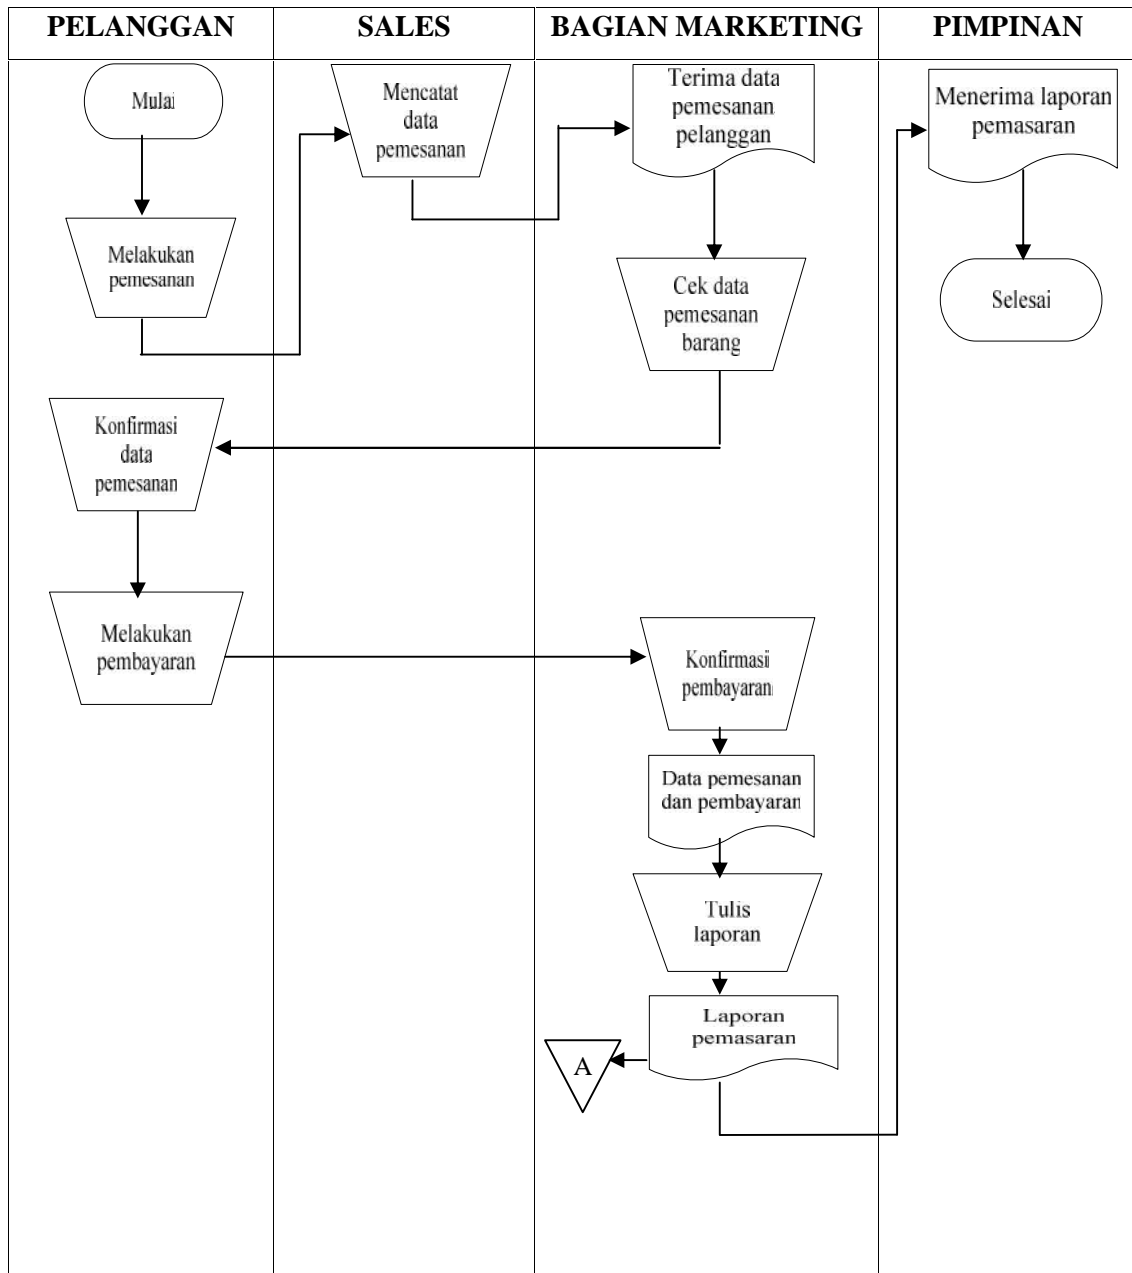 PELANGGAN
SALES
BAGIAN MARKETING
PIMPINAN
Mulai
Melakukan
pemesanan
Mencatat
data
pemesanan
Terima data
pemesanan
pelanggan
Cek data
pemesanan
barang
Konfirmasi
data
pemesanan
Melakukan
pembayaran
Konfirmasi
pembayaran
Data pemesanan
dan pembayaran
Tulis
laporan
Laporan
pemasaran
A
Menerima laporan
pemasaran
Selesai